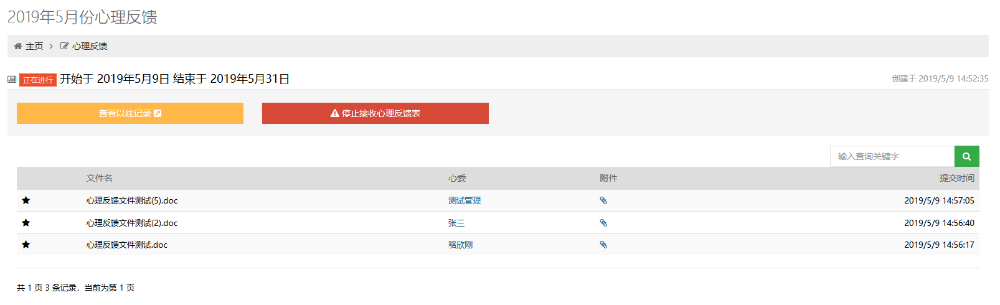 2019年5月份心理反馈
主页 > 心理反馈
正在进行 开始于 2019年5月9日 结束于 2019年5月31日 创建于 2019/5/9 14:52:35
查看以往记录 停止接收心理反馈表
输入查询关键字
文件名 心委 附件 提交时间
心理反馈文件测试(5).doc 测试管理 2019/5/9 14:57:05
心理反馈文件测试(2).doc 张三 2019/5/9 14:56:40
心理反馈文件测试.doc 骆欣刚 2019/5/9 14:56:17
共 1 页 3 条记录，当前为第 1 页